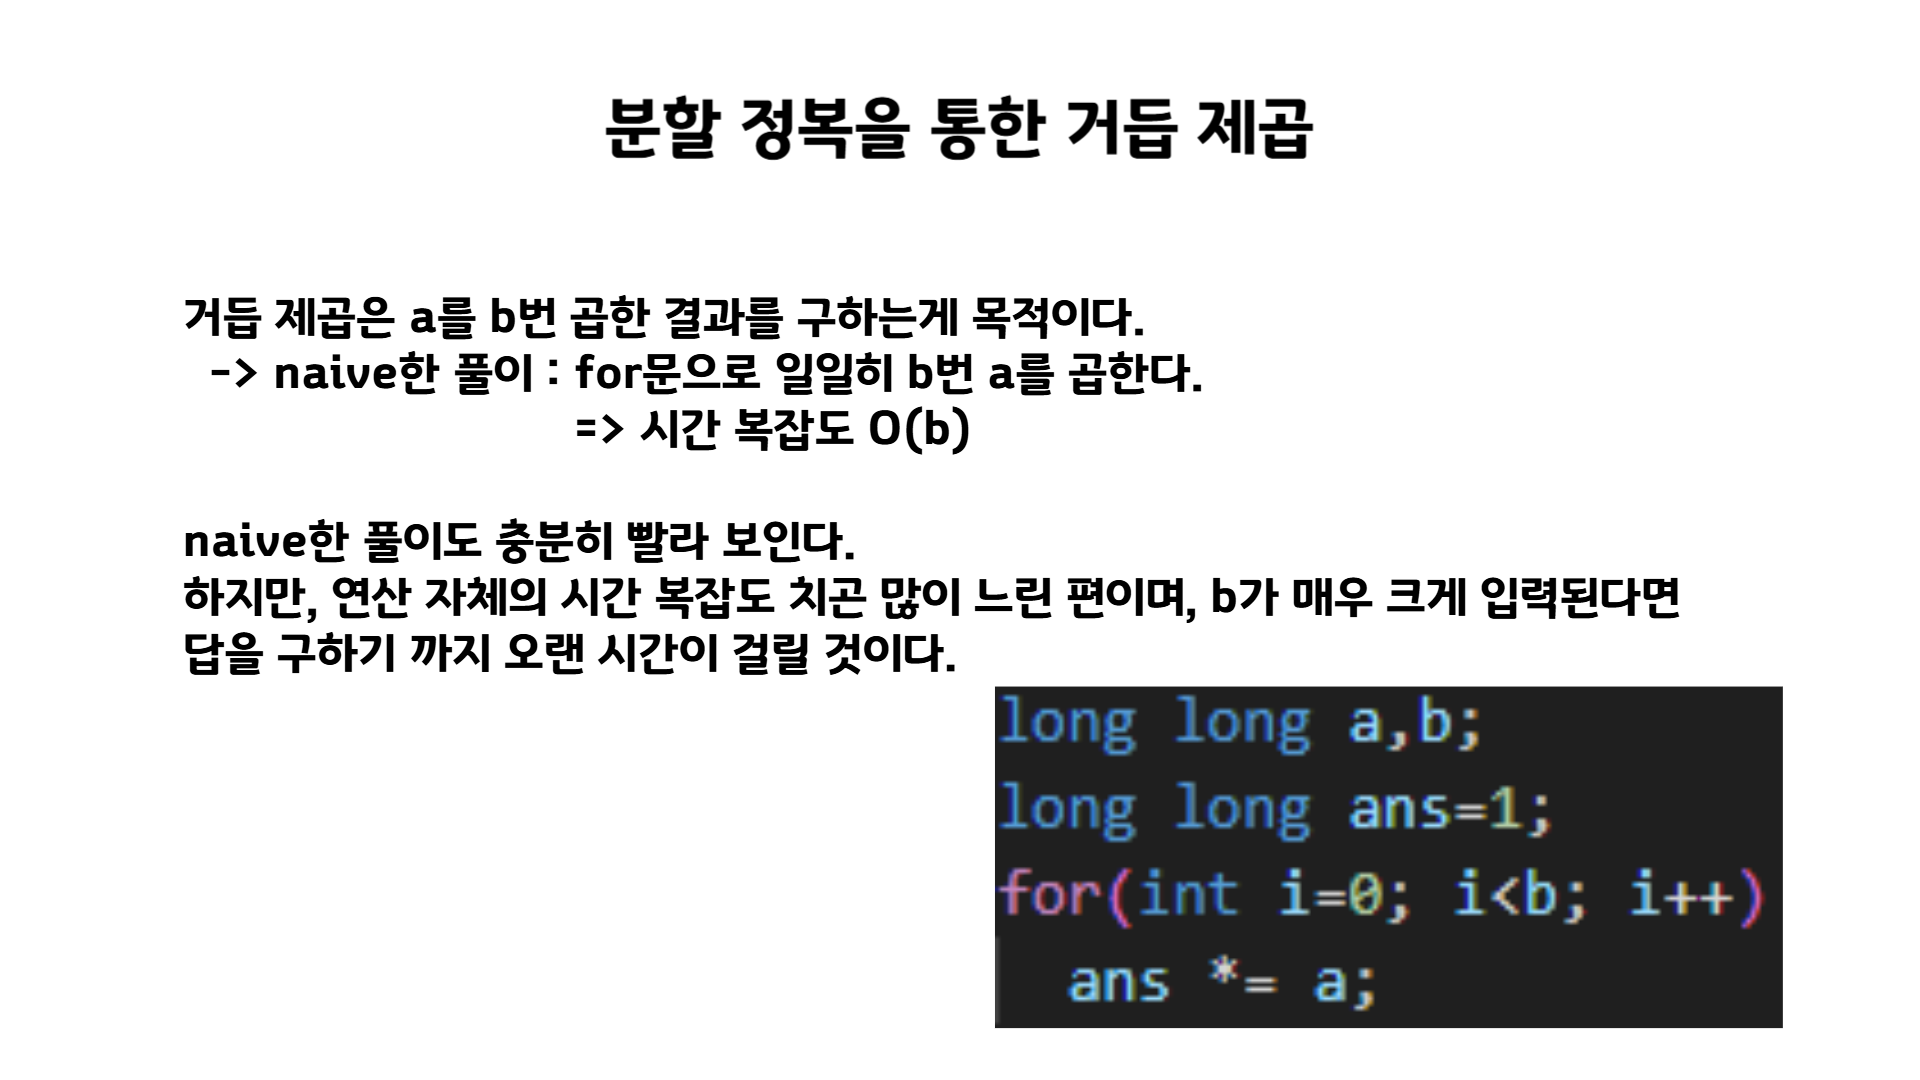 분할 정복을 통한 거듭 제곱
거듭 제곱은 a를 b번 곱한 결과를 구하는게 목적이다.
-> naive한 풀이 : for문으로 일일히 b번 a를 곱한다.
=> 시간 복잡도 O(b)
naive한 풀이도 충분히 빨라 보인다.
하지만, 연산 자체의 시간 복잡도 치곤 많이 느린 편이며, b가 매우 크게 입력된다면
답을 구하기 까지 오랜 시간이 걸릴 것이다.
long long a,b;
long long ans=1;
for(int i=0; i<b; i++)
ans *= a;